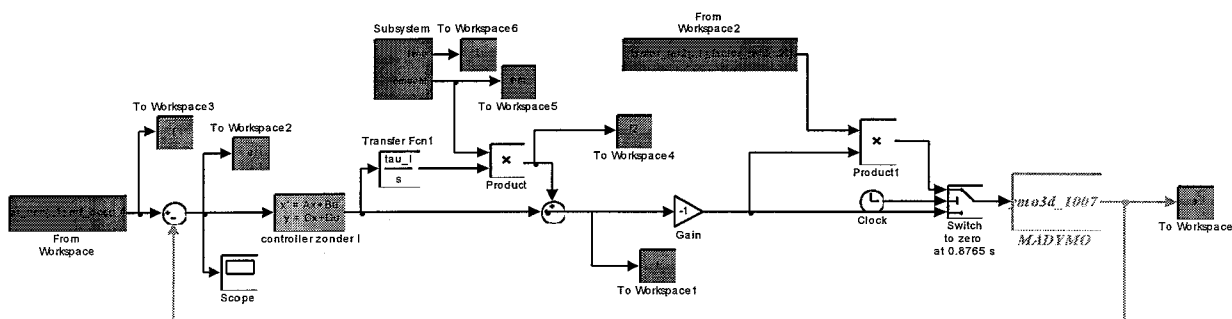 Subsystem
To Workspace6
From
Workspace2
To Workspace5
To Workspace3
To Workspace2
Transfer Fcn1
tau_I
s
×
Product
To Workspace4
×
Product1
From
Workspace
+
-
x' = Ax+Bu
y = Cx+Du
controller zonder I
-1
Gain
Clock
Switch
to zero
at 0.8765 s
mo3d_1007
MADYMO
To Workspace
Scope
To Workspace1